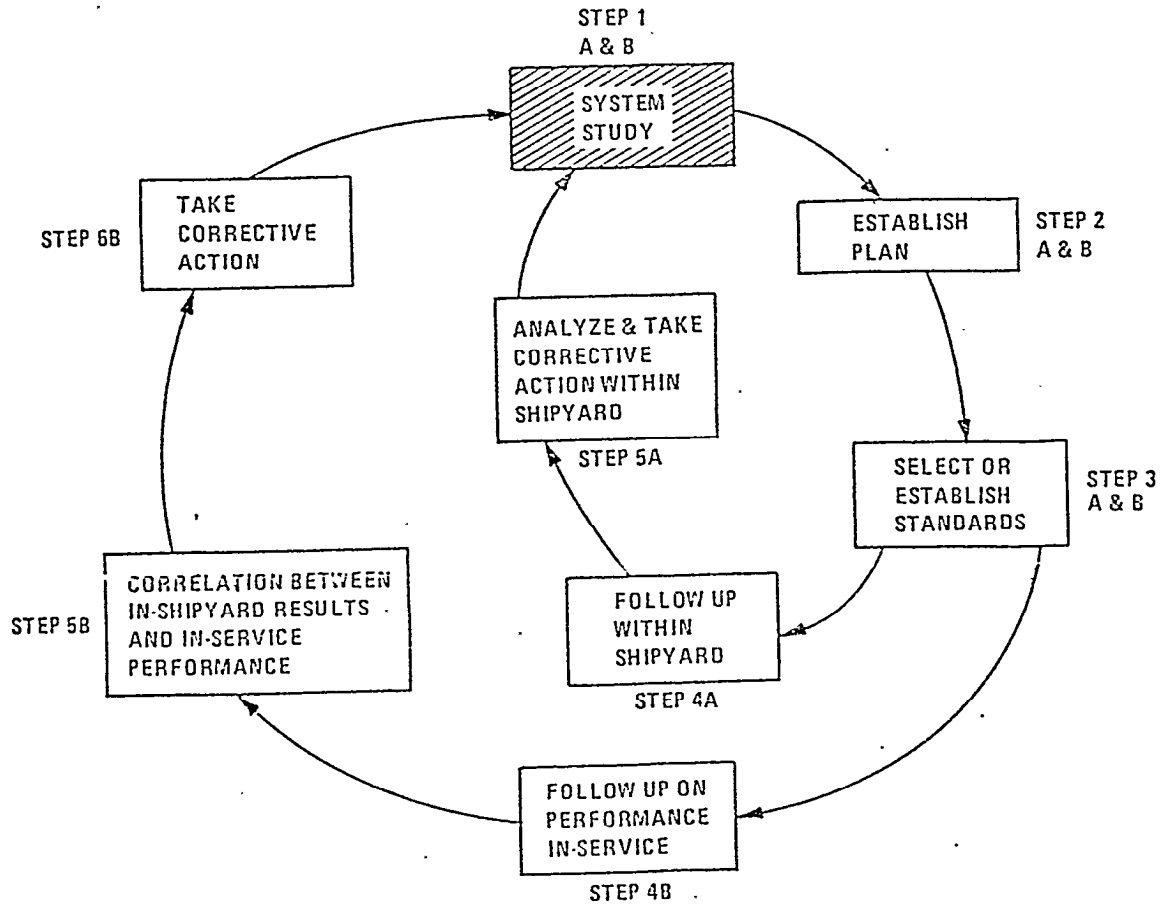 STEP 1
A & B
SYSTEM
STUDY
ESTABLISH
PLAN
STEP 2
A & B
SELECT OR
ESTABLISH
STANDARDS
STEP 3
A & B
FOLLOW UP
WITHIN
SHIPYARD
STEP 4A
ANALYZE & TAKE
CORRECTIVE
ACTION WITHIN
SHIPYARD
STEP 5A
FOLLOW UP ON
PERFORMANCE
IN-SERVICE
STEP 4B
STEP 5B
CORRELATION BETWEEN
IN-SHIPYARD RESULTS
AND IN-SERVICE
PERFORMANCE
STEP 6B
TAKE
CORRECTIVE
ACTION